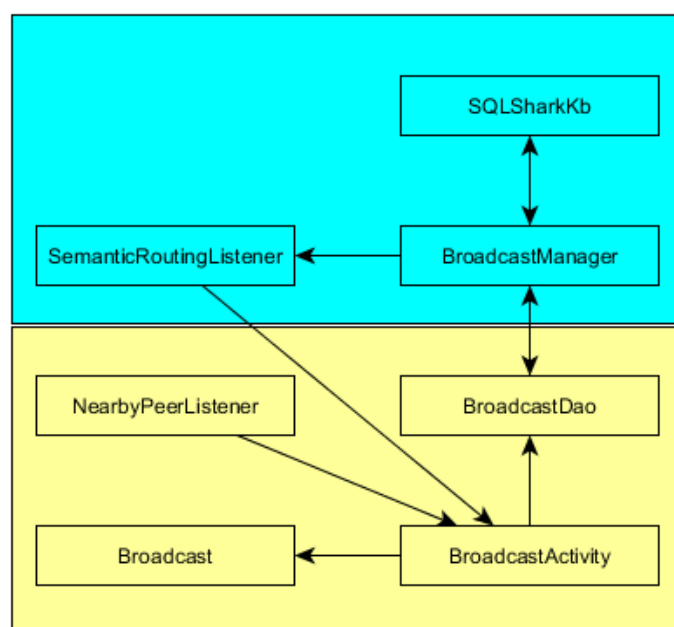 SQLSharkKb
SemanticRoutingListener
BroadcastManager
NearbyPeerListener
BroadcastDao
Broadcast
BroadcastActivity